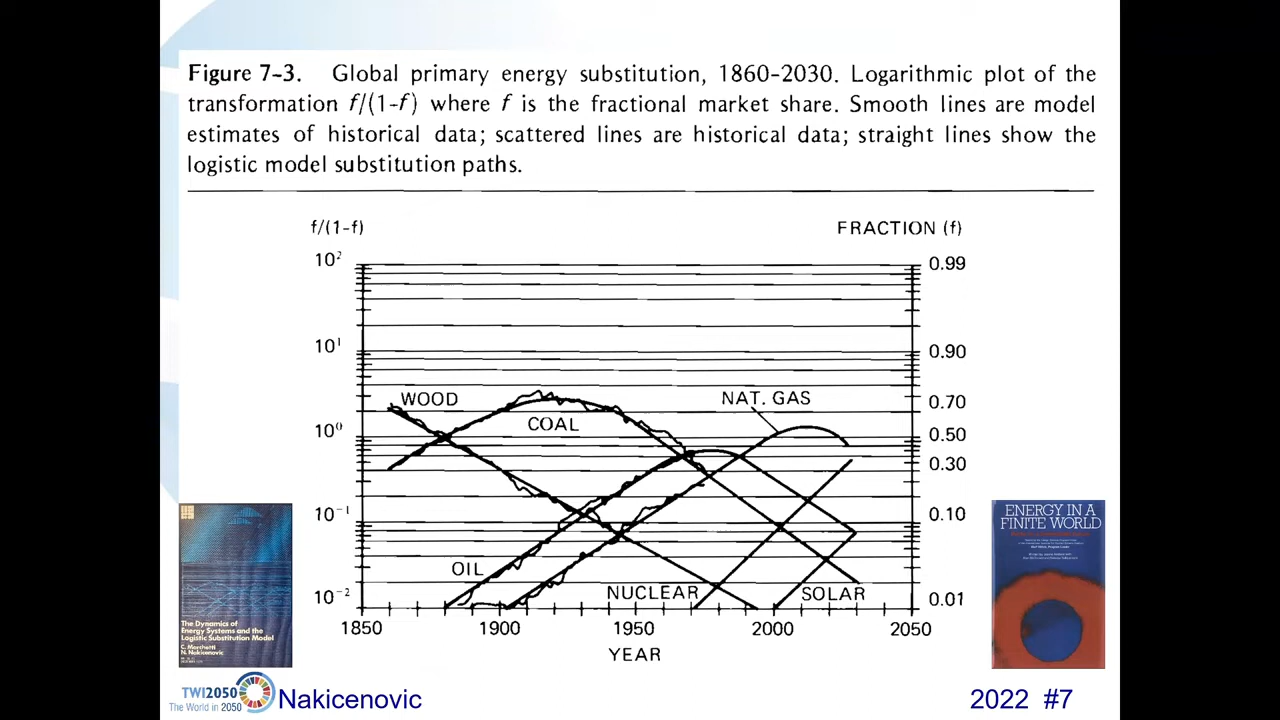 Figure 7-3. Global primary energy substitution, 1860-2030. Logarithmic plot of the
transformation f/(1-f) where f is the fractional market share. Smooth lines are model
estimates of historical data; scattered lines are historical data; straight lines show the
logistic model substitution paths.
f/(1-f)
FRACTION (f)
10² 0.99
10¹ 0.90
WOOD NAT. GAS 0.70
COAL
10⁰ 0.50
0.30
10⁻¹ 0.10
OIL NUCLEAR SOLAR
10⁻² 0.01
1850 1900 1950 2000 2050
YEAR
The Dynamics of
Energy Systems and the
Logistic Substitution Model
C. Marchetti
N. Nakicenovic
ENERGY IN A
FINITE WORLD
TWI2050
The World in 2050
Nakicenovic
2022 #7